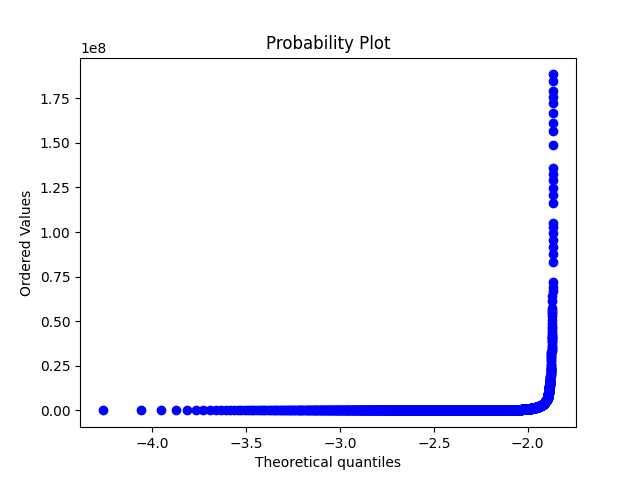 Probability Plot
1e8
1.75
1.50
1.25
1.00
0.75
0.50
0.25
0.00
Ordered Values
−4.0 −3.5 −3.0 −2.5 −2.0
Theoretical quantiles